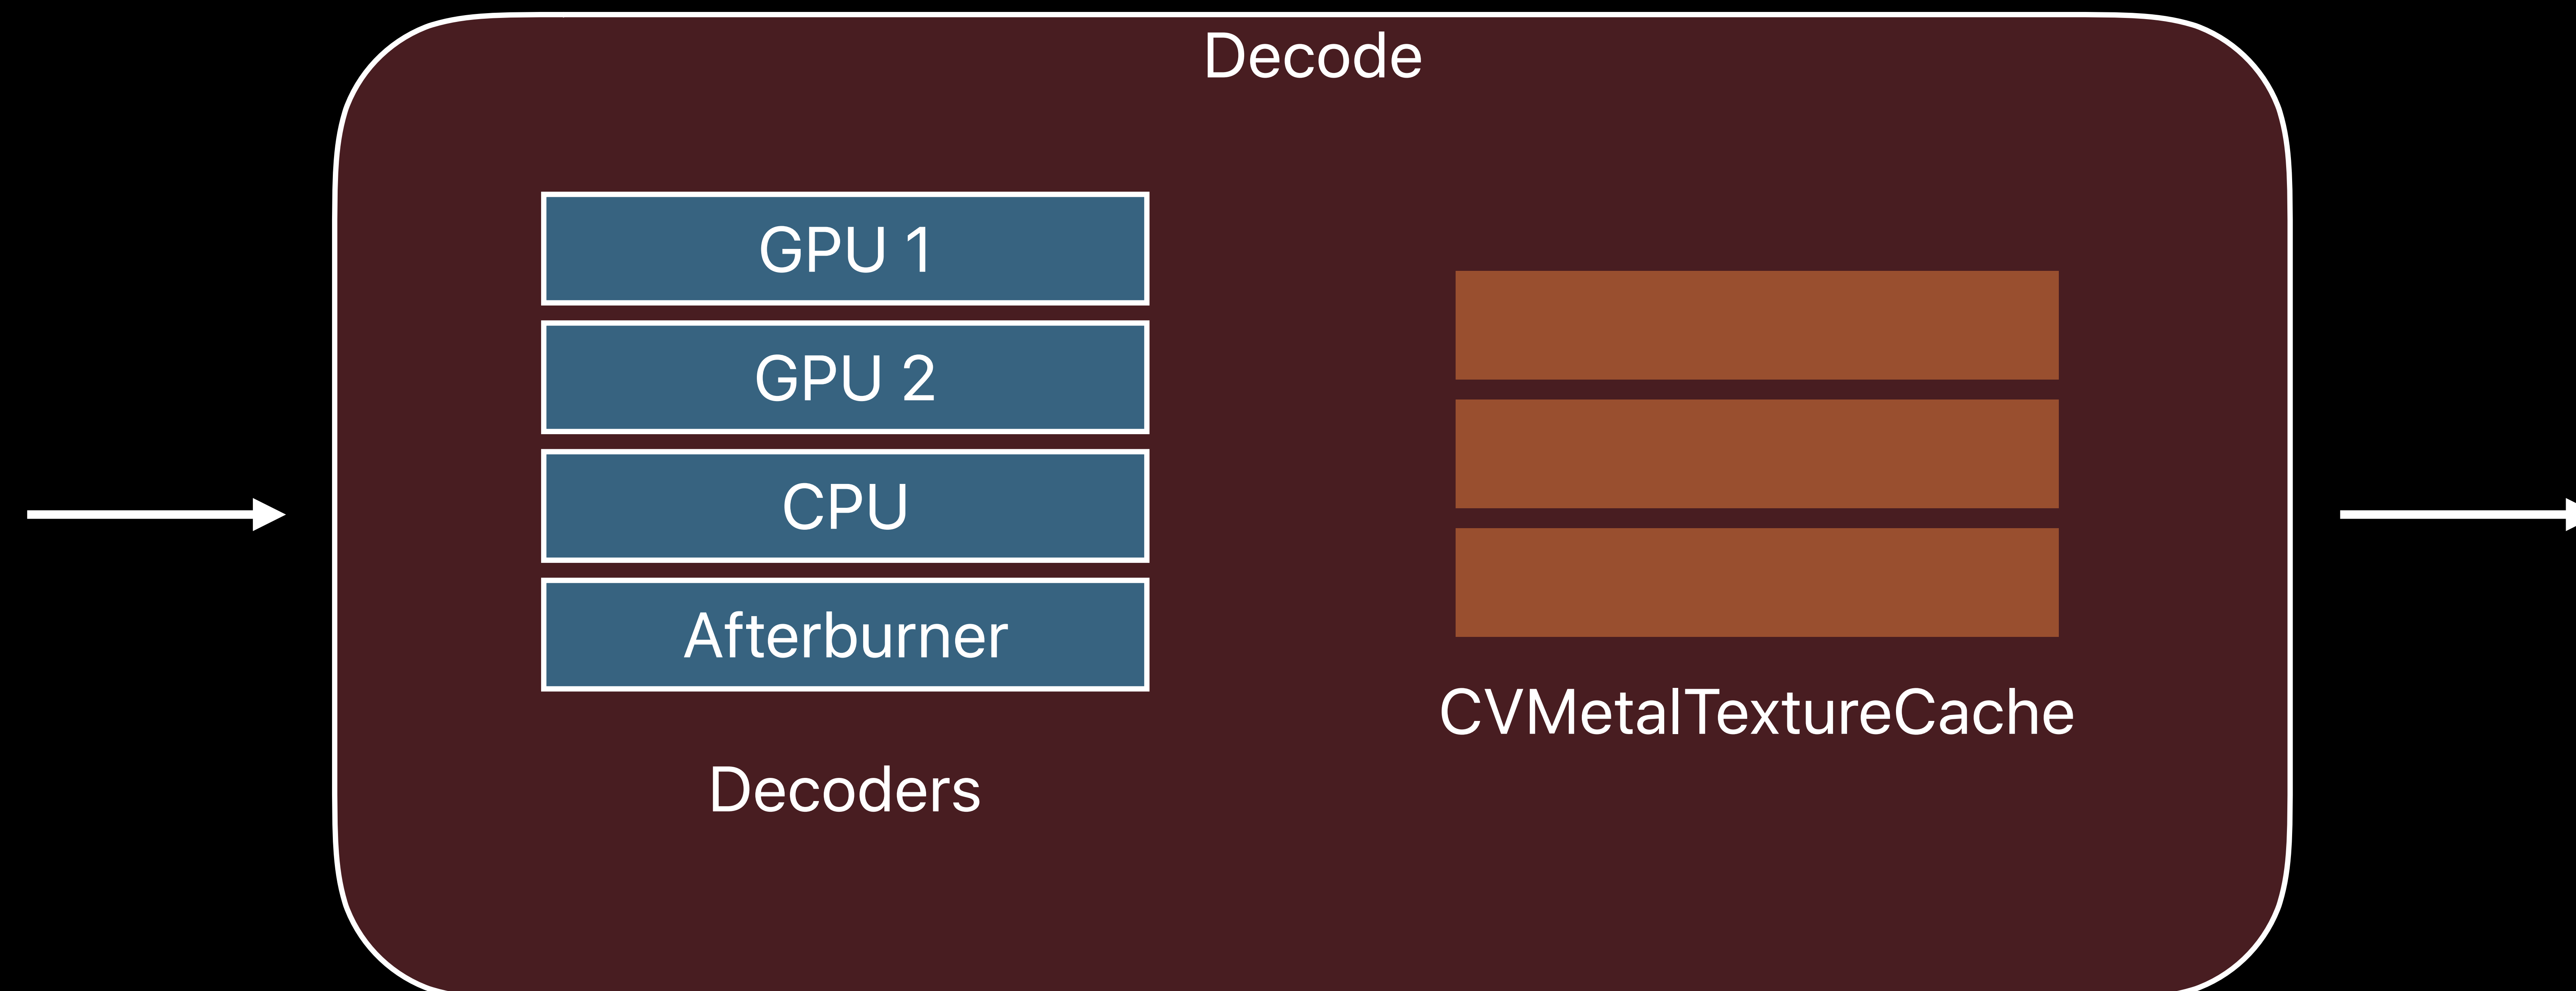 Decode
GPU 1
GPU 2
CPU
Afterburner
Decoders
CVMetalTextureCache